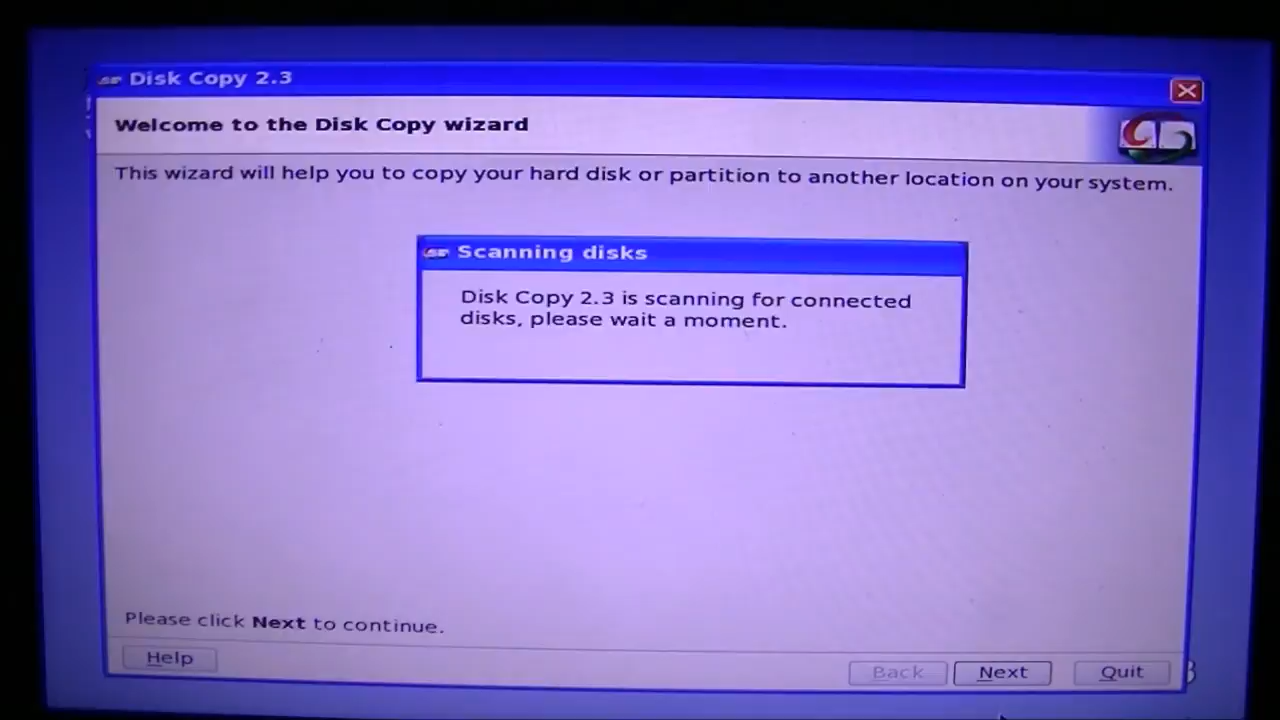 Disk Copy 2.3
Welcome to the Disk Copy wizard
This wizard will help you to copy your hard disk or partition to another location on your system.
Scanning disks
Disk Copy 2.3 is scanning for connected
disks, please wait a moment.
Please click Next to continue.
Help
Back
Next
Quit